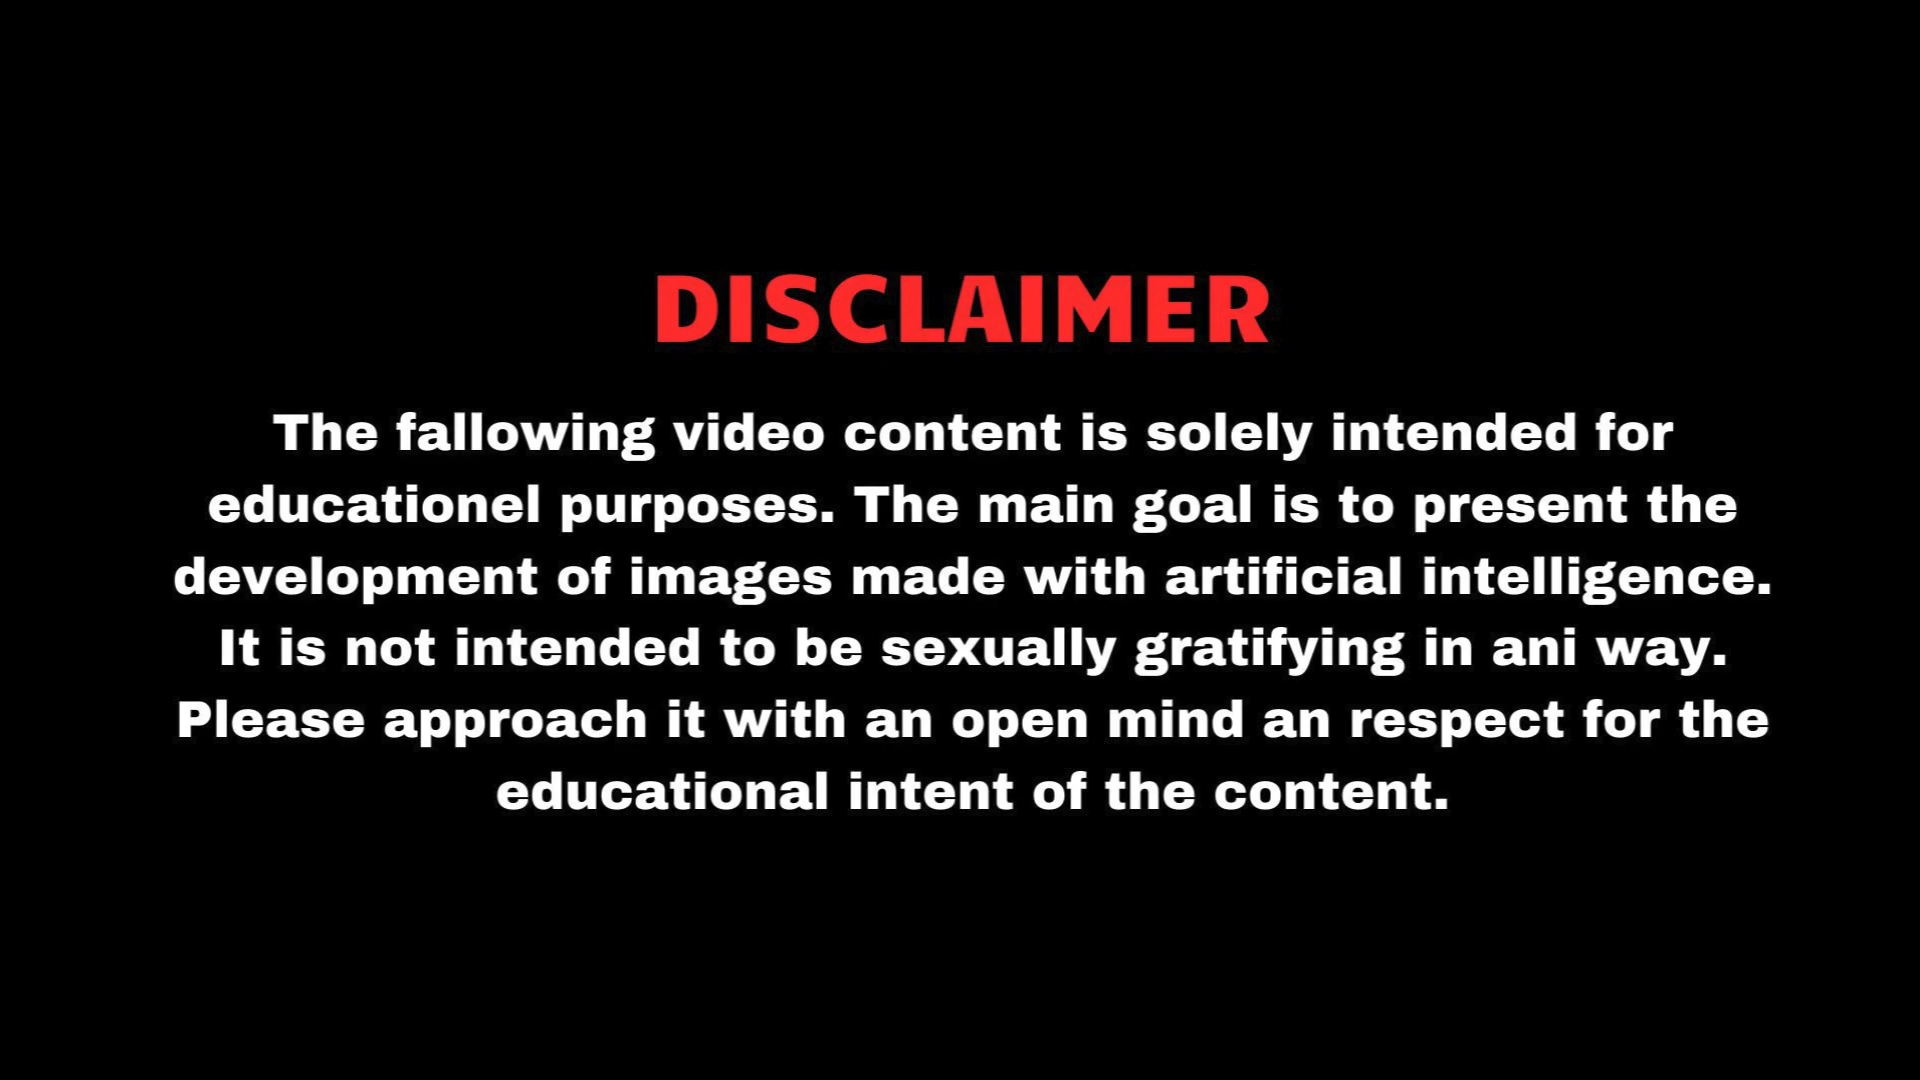 DISCLAIMER
The fallowing video content is solely intended for
educationel purposes. The main goal is to present the
development of images made with artificial intelligence.
It is not intended to be sexually gratifying in ani way.
Please approach it with an open mind an respect for the
educational intent of the content.